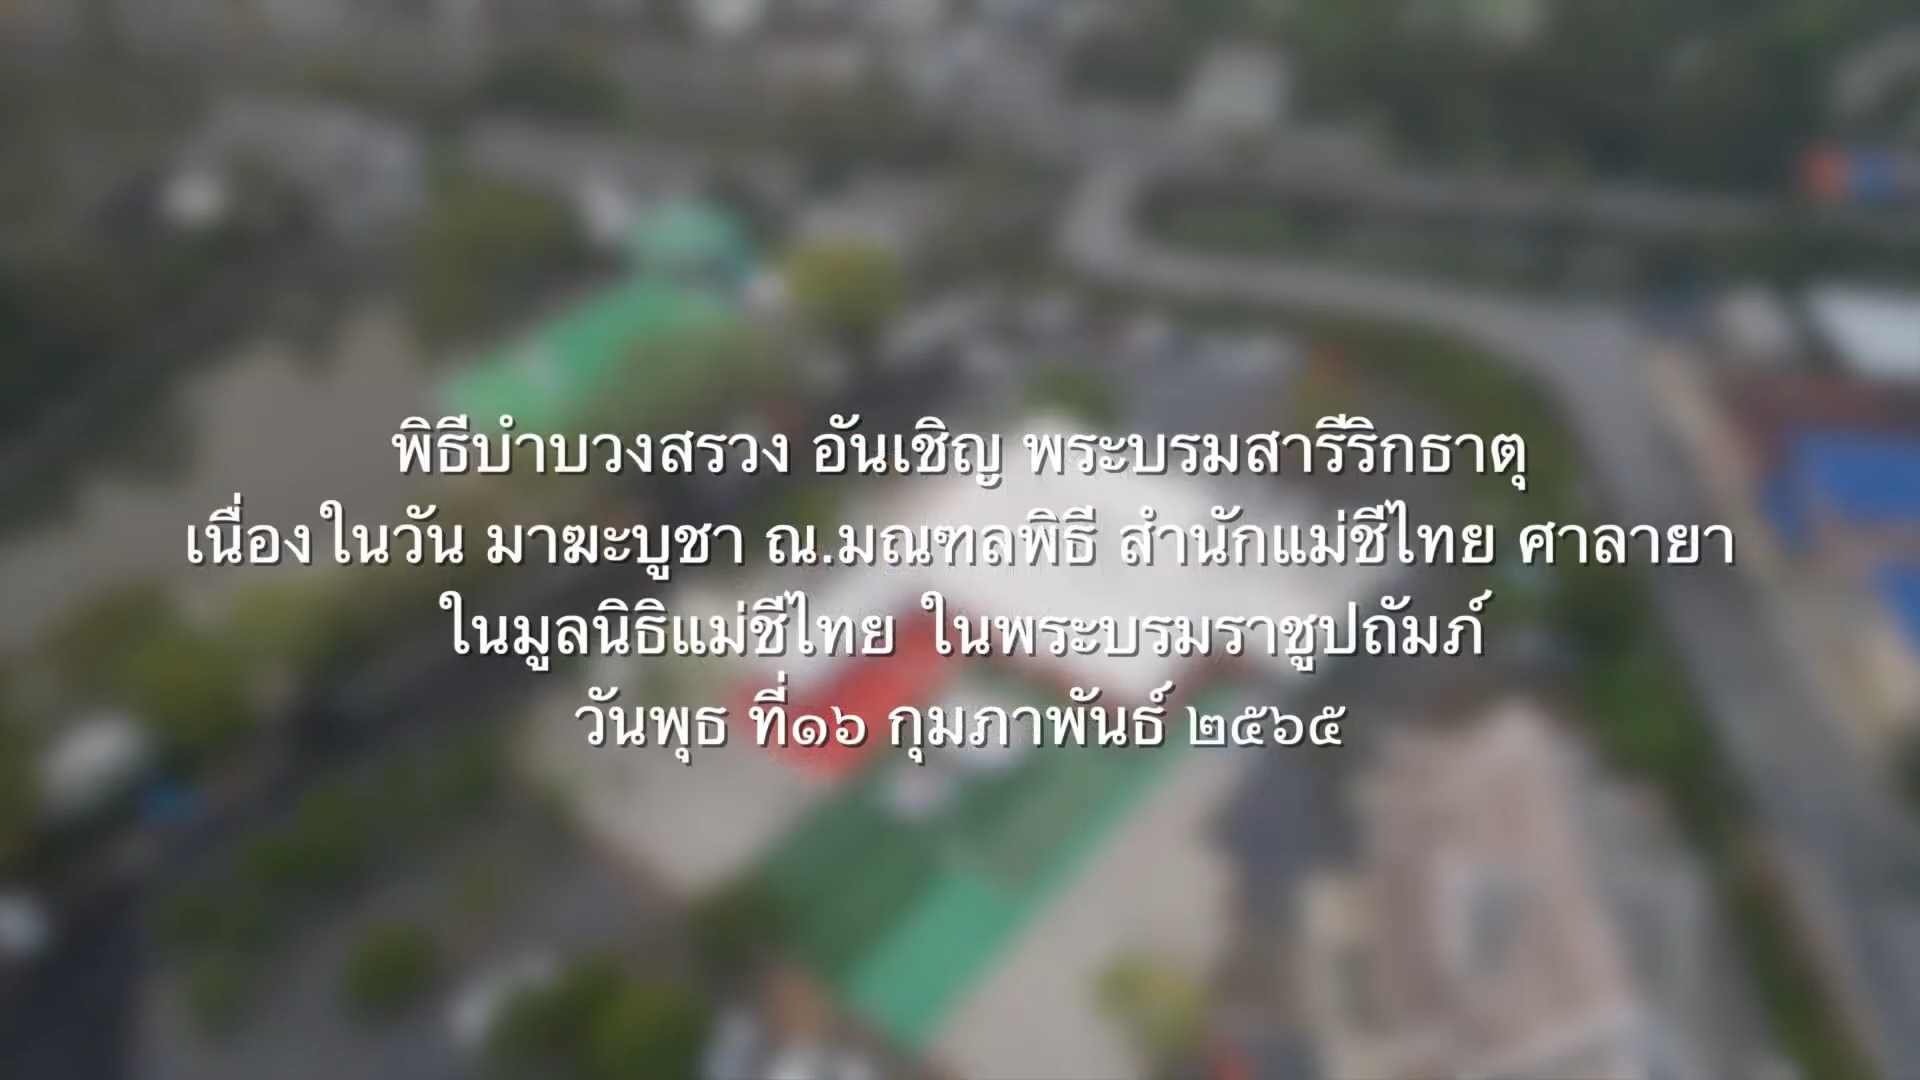 พิธีบำบวงสรวง อันเชิญ พระบรมสารีริกธาตุ
เนื่องในวัน มาฆะบูชา ณ.มณฑลพิธี สำนักแม่ชีไทย ศาลายา
ในมูลนิธิแม่ชีไทย ในพระบรมราชูปถัมภ์
วันพุธ ที่๑๖ กุมภาพันธ์ ๒๕๖๕